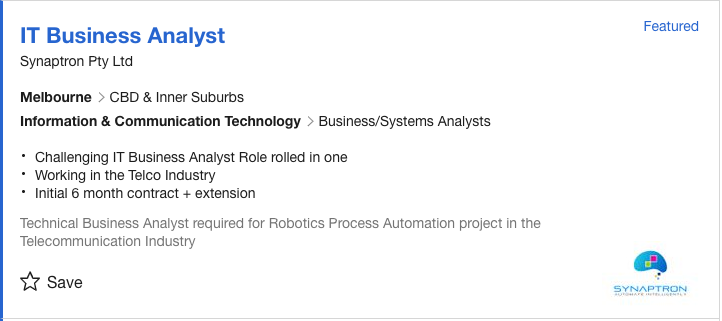 IT Business Analyst
Featured
Synaptron Pty Ltd
Melbourne > CBD & Inner Suburbs
Information & Communication Technology > Business/Systems Analysts
• Challenging IT Business Analyst Role rolled in one
• Working in the Telco Industry
• Initial 6 month contract + extension
Technical Business Analyst required for Robotics Process Automation project in the
Telecommunication Industry
Save
SYNAPTRON
AUTOMATE INTELLIGENTLY